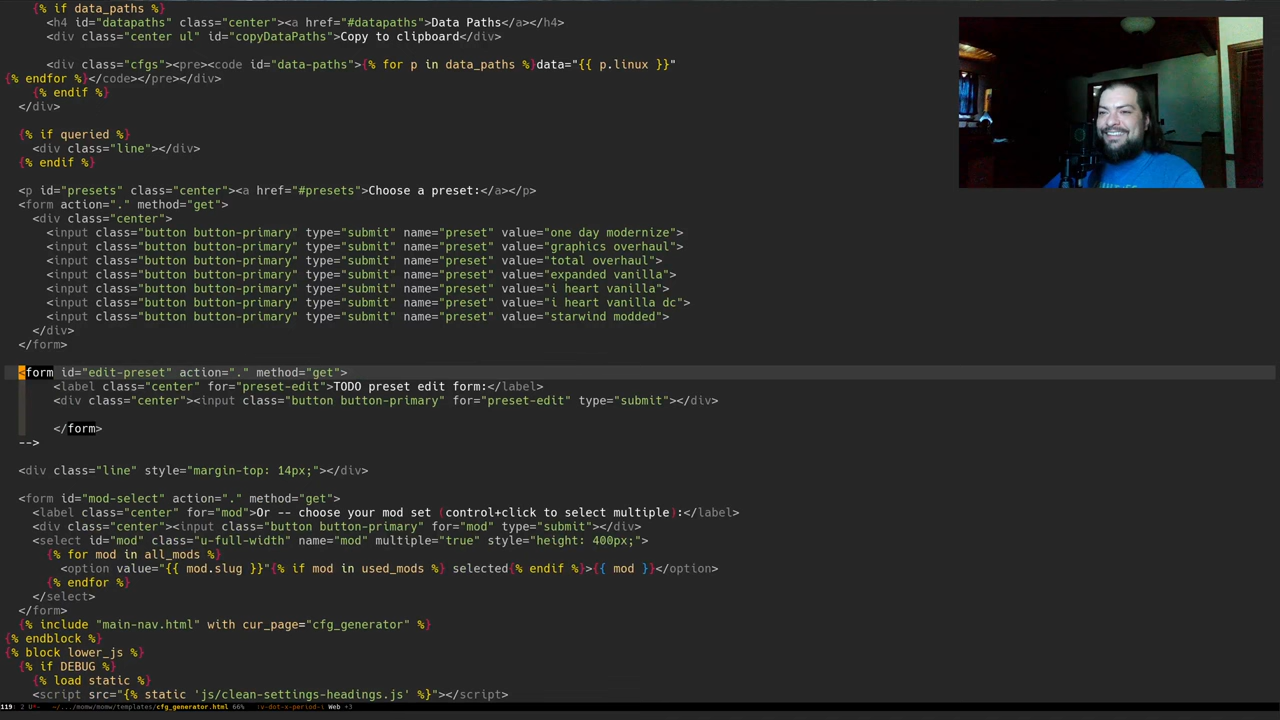 {% if data_paths %}
<h4 id="datapaths" class="center"><a href="#datapaths">Data Paths</a></h4>
<div class="center ul" id="copyDataPaths">Copy to clipboard</div>
<div class="cfgs"><pre><code id="data-paths">{% for p in data_paths %}data="{{ p.linux }}"
{% endfor %}</code></pre></div>
{% endif %}
</div>
{% if queried %}
<div class="line"></div>
{% endif %}
<p id="presets" class="center"><a href="#presets">Choose a preset:</a></p>
<form action="." method="get">
<div class="center">
<input class="button button-primary" type="submit" name="preset" value="one day modernize">
<input class="button button-primary" type="submit" name="preset" value="graphics overhaul">
<input class="button button-primary" type="submit" name="preset" value="total overhaul">
<input class="button button-primary" type="submit" name="preset" value="expanded vanilla">
<input class="button button-primary" type="submit" name="preset" value="i heart vanilla">
<input class="button button-primary" type="submit" name="preset" value="i heart vanilla dc">
<input class="button button-primary" type="submit" name="preset" value="starwind modded">
</div>
</form>
<form id="edit-preset" action="." method="get">
<label class="center" for="preset-edit">TODO preset edit form:</label>
<div class="center"><input class="button button-primary" for="preset-edit" type="submit"></div>
</form>
-->
<div class="line" style="margin-top: 14px;"></div>
<form id="mod-select" action="." method="get">
<label class="center" for="mod">Or -- choose your mod set (control+click to select multiple):</label>
<div class="center"><input class="button button-primary" for="mod" type="submit"></div>
<select id="mod" class="u-full-width" name="mod" multiple="true" style="height: 400px;">
{% for mod in all_mods %}
<option value="{{ mod.slug }}"{% if mod in used_mods %} selected{% endif %}>{{ mod }}</option>
{% endfor %}
</select>
</form>
{% include "main-nav.html" with cur_page="cfg_generator" %}
{% endblock %}
{% block lower_js %}
{% if DEBUG %}
{% load static %}
<script src="{% static 'js/clean-settings-headings.js' %}"></script>
119: 2 U*- ~/.../momw/momw/templates/cfg_generator.html 66% Web +3